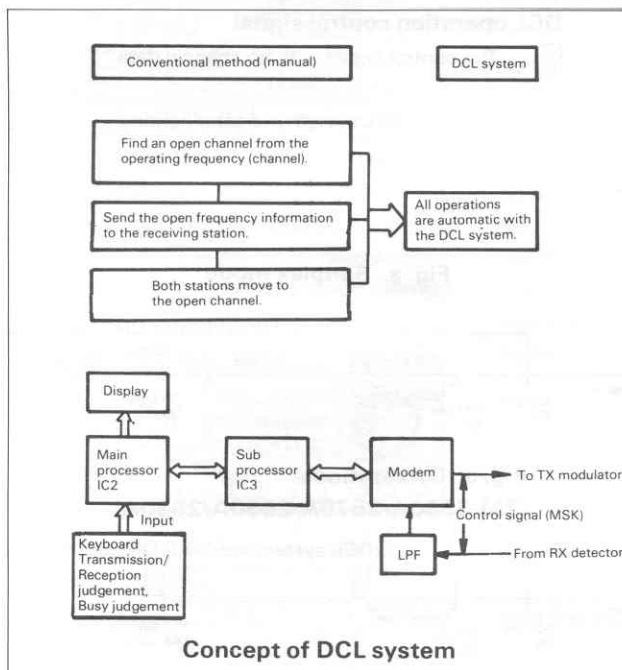 Conventional method (manual)
DCL system
Find an open channel from the
operating frequency (channel).
Send the open frequency information
to the receiving station.
Both stations move to
the open channel.
All operations
are automatic with
the DCL system.
Display
Main
processor
IC2
Sub
processor
IC3
Modem
To TX modulator
Control signal (MSK)
LPF
From RX detector
Input
Keyboard
Transmission/
Reception
judgement,
Busy judgement
Concept of DCL system